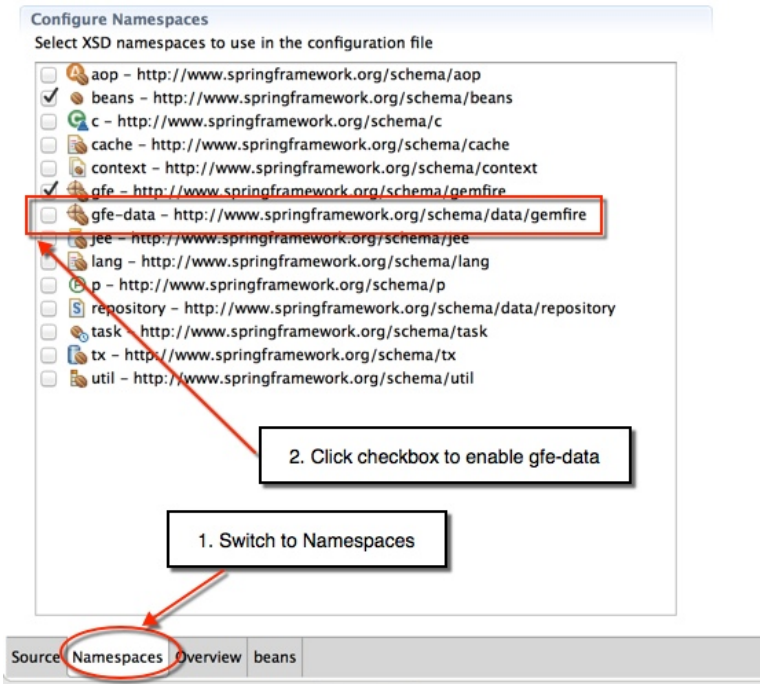 Configure Namespaces
Select XSD namespaces to use in the configuration file
aop – http://www.springframework.org/schema/aop
beans – http://www.springframework.org/schema/beans
c – http://www.springframework.org/schema/c
cache – http://www.springframework.org/schema/cache
context – http://www.springframework.org/schema/context
gfe – http://www.springframework.org/schema/gemfire
gfe-data – http://www.springframework.org/schema/data/gemfire
jee – http://www.springframework.org/schema/jee
lang – http://www.springframework.org/schema/lang
p – http://www.springframework.org/schema/p
repository – http://www.springframework.org/schema/data/repository
task – http://www.springframework.org/schema/task
tx – http://www.springframework.org/schema/tx
util – http://www.springframework.org/schema/util
2. Click checkbox to enable gfe-data
1. Switch to Namespaces
Source Namespaces Overview beans